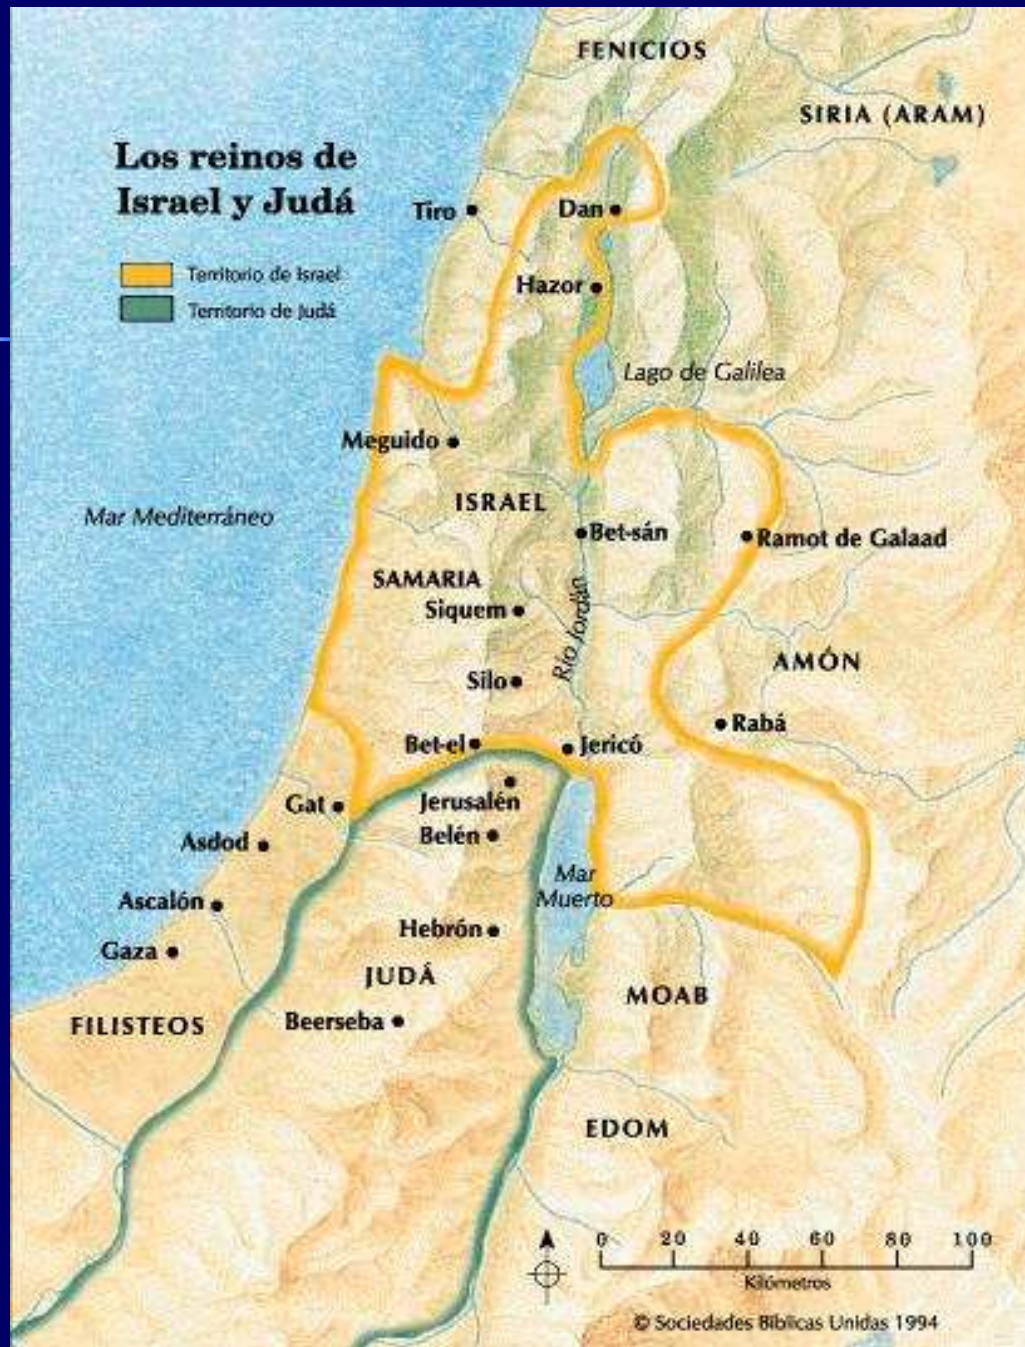 FENICIOS
SIRIA (ARAM)
Los reinos de
Israel y Judá
Tiro
Dan
Territorio de Israel
Hazor
Territorio de Judá
Lago de Galilea
Meguido
ISRAEL
Mar Mediterráneo
Bet-sán
Ramot de Galaad
SAMARIA
Siquem
Río Jordán
AMÓN
Silo
Rabá
Bet-el
Jericó
Jerusalén
Gat
Belén
Asdod
Mar
Muerto
Ascalón
Hebrón
Gaza
JUDÁ
MOAB
FILISTEOS
Beerseba
EDOM
0 20 40 60 80 100
Kilómetros
© Sociedades Bíblicas Unidas 1994